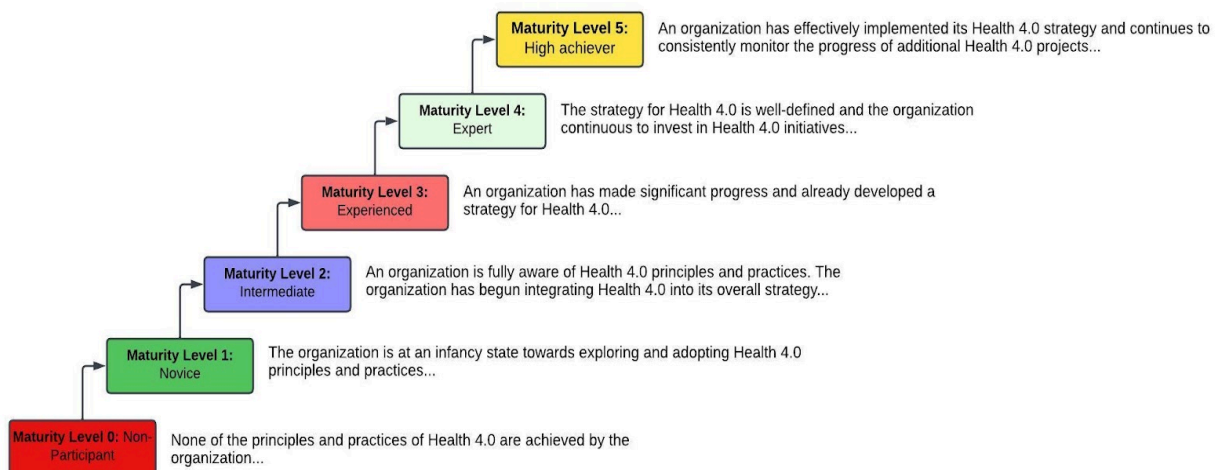 Maturity Level 5:
High achiever
An organization has effectively implemented its Health 4.0 strategy and continues to
consistently monitor the progress of additional Health 4.0 projects...
Maturity Level 4:
Expert
The strategy for Health 4.0 is well-defined and the organization
continuous to invest in Health 4.0 initiatives...
Maturity Level 3:
Experienced
An organization has made significant progress and already developed a
strategy for Health 4.0...
Maturity Level 2:
Intermediate
An organization is fully aware of Health 4.0 principles and practices. The
organization has begun integrating Health 4.0 into its overall strategy...
Maturity Level 1:
Novice
The organization is at an infancy state towards exploring and adopting Health 4.0
principles and practices...
Maturity Level 0: Non-
Participant
None of the principles and practices of Health 4.0 are achieved by the
organization...